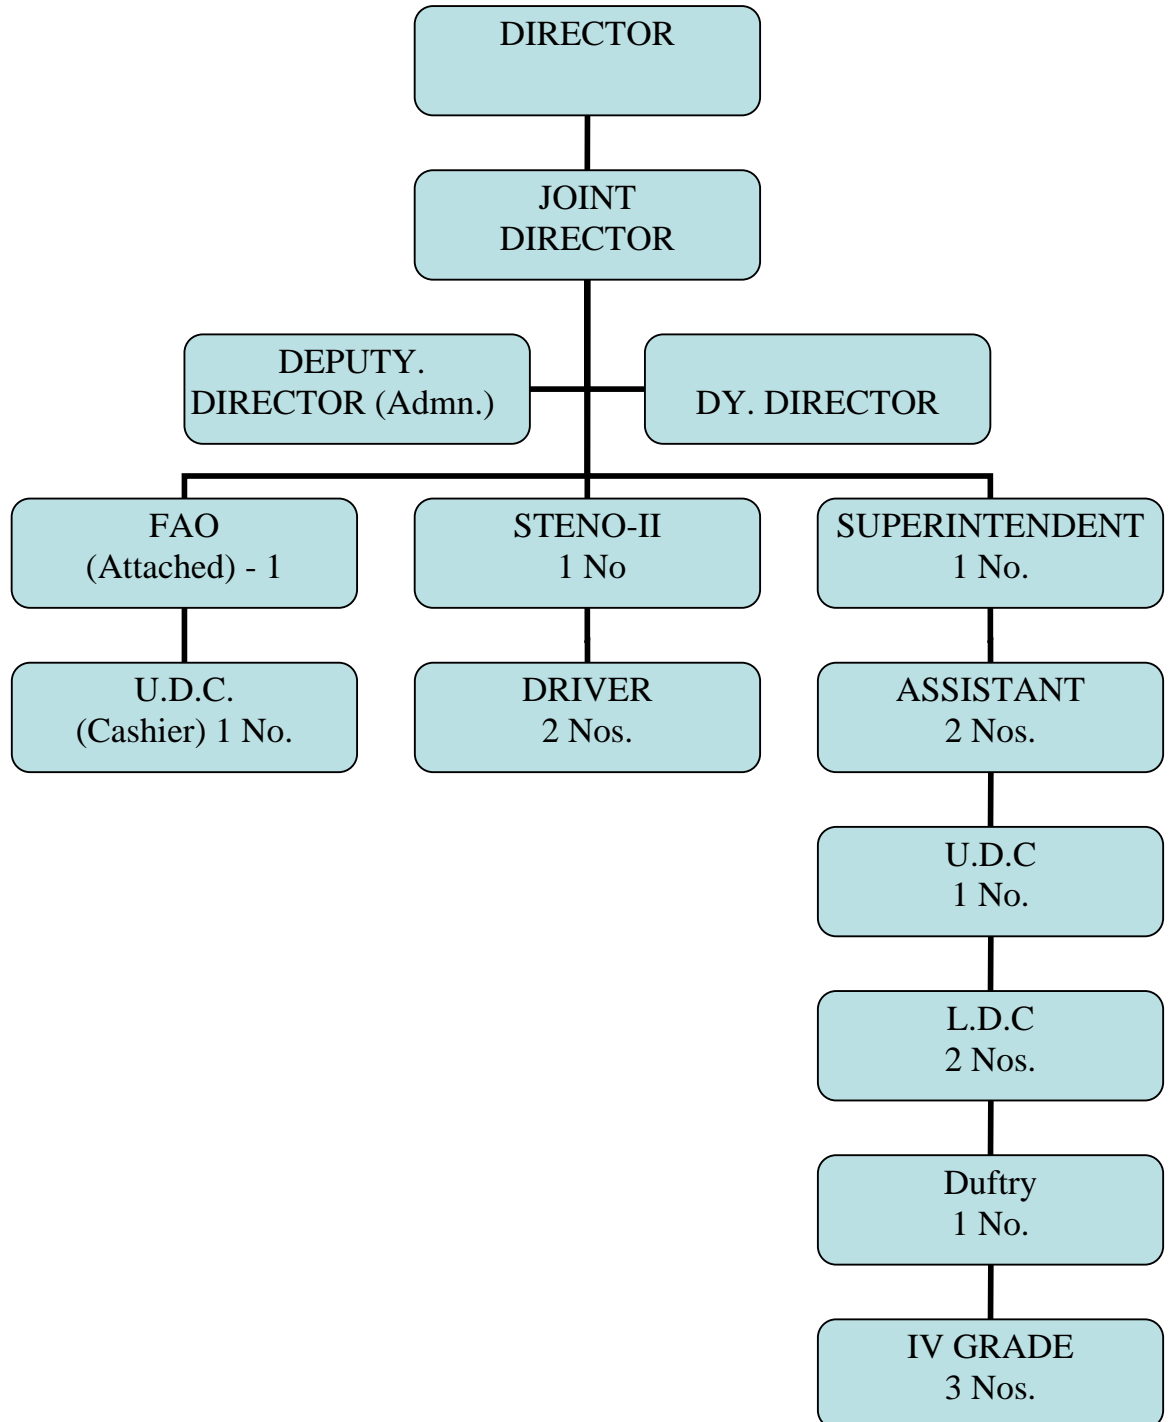 DIRECTOR
JOINT
DIRECTOR
DEPUTY.
DIRECTOR (Admn.)
DY. DIRECTOR
FAO
(Attached) - 1
STENO-II
1 No
SUPERINTENDENT
1 No.
U.D.C.
(Cashier) 1 No.
DRIVER
2 Nos.
ASSISTANT
2 Nos.
U.D.C
1 No.
L.D.C
2 Nos.
Duftry
1 No.
IV GRADE
3 Nos.